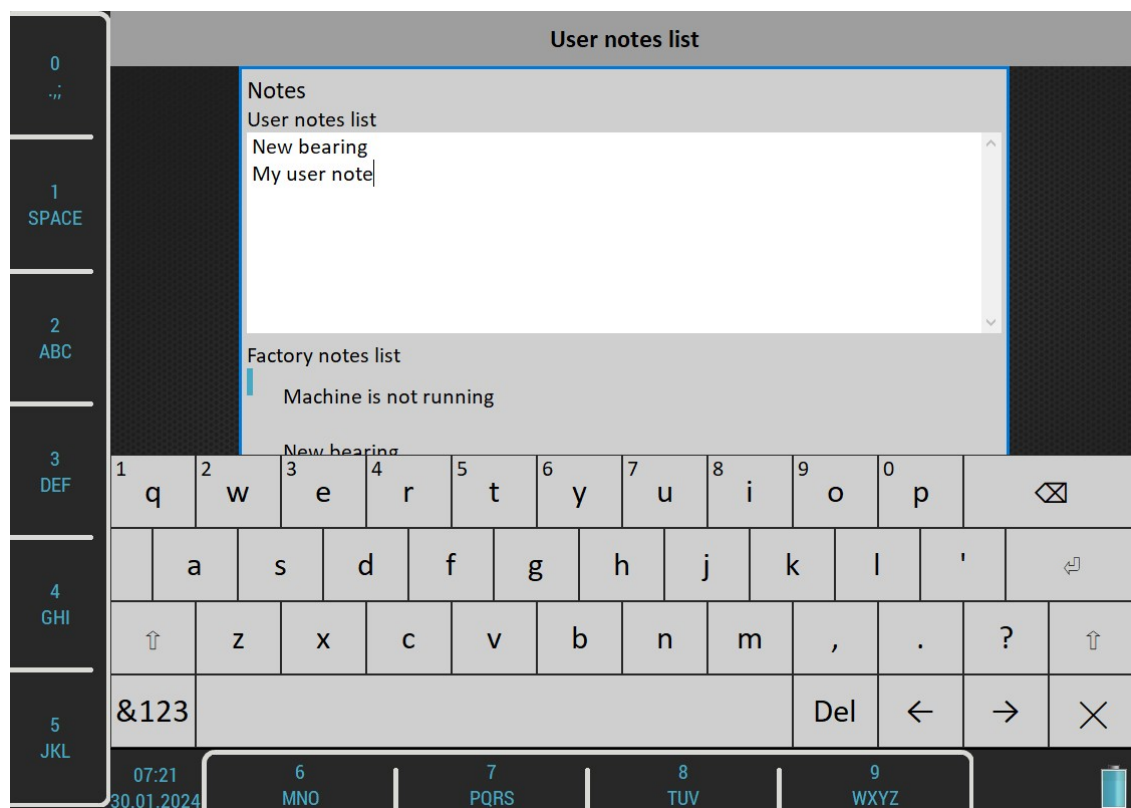 User notes list
0
.,;
1
SPACE
2
ABC
3
DEF
4
GHI
5
JKL
Notes
User notes list
New bearing
My user note
Factory notes list
Machine is not running
New bearing
1 q 2 w 3 e 4 r 5 t 6 y 7 u 8 i 9 o 0 p
a s d f g h j k l '
z x c v b n m , . ?
&123 Del ← →
07:21
30.01.2024
6
MNO
7
PQRS
8
TUV
9
WXYZ